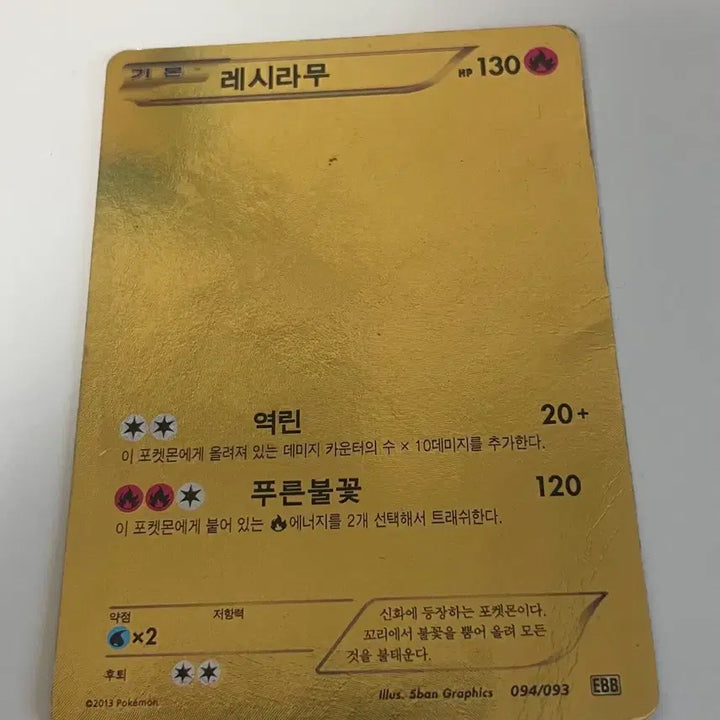 기본 레시라무 HP 130
역린 20+
이 포켓몬에게 올려져 있는 데미지 카운터의 수 × 10데미지를 추가한다.
푸른불꽃 120
이 포켓몬에게 붙어 있는 에너지를 2개 선택해서 트래쉬한다.
약점 저항력
×2
후퇴
신화에 등장하는 포켓몬이다.
꼬리에서 불꽃을 뿜어 올려 모든
것을 불태운다.
©2013 Pokémon
Illus. 5ban Graphics 094/093 EBB